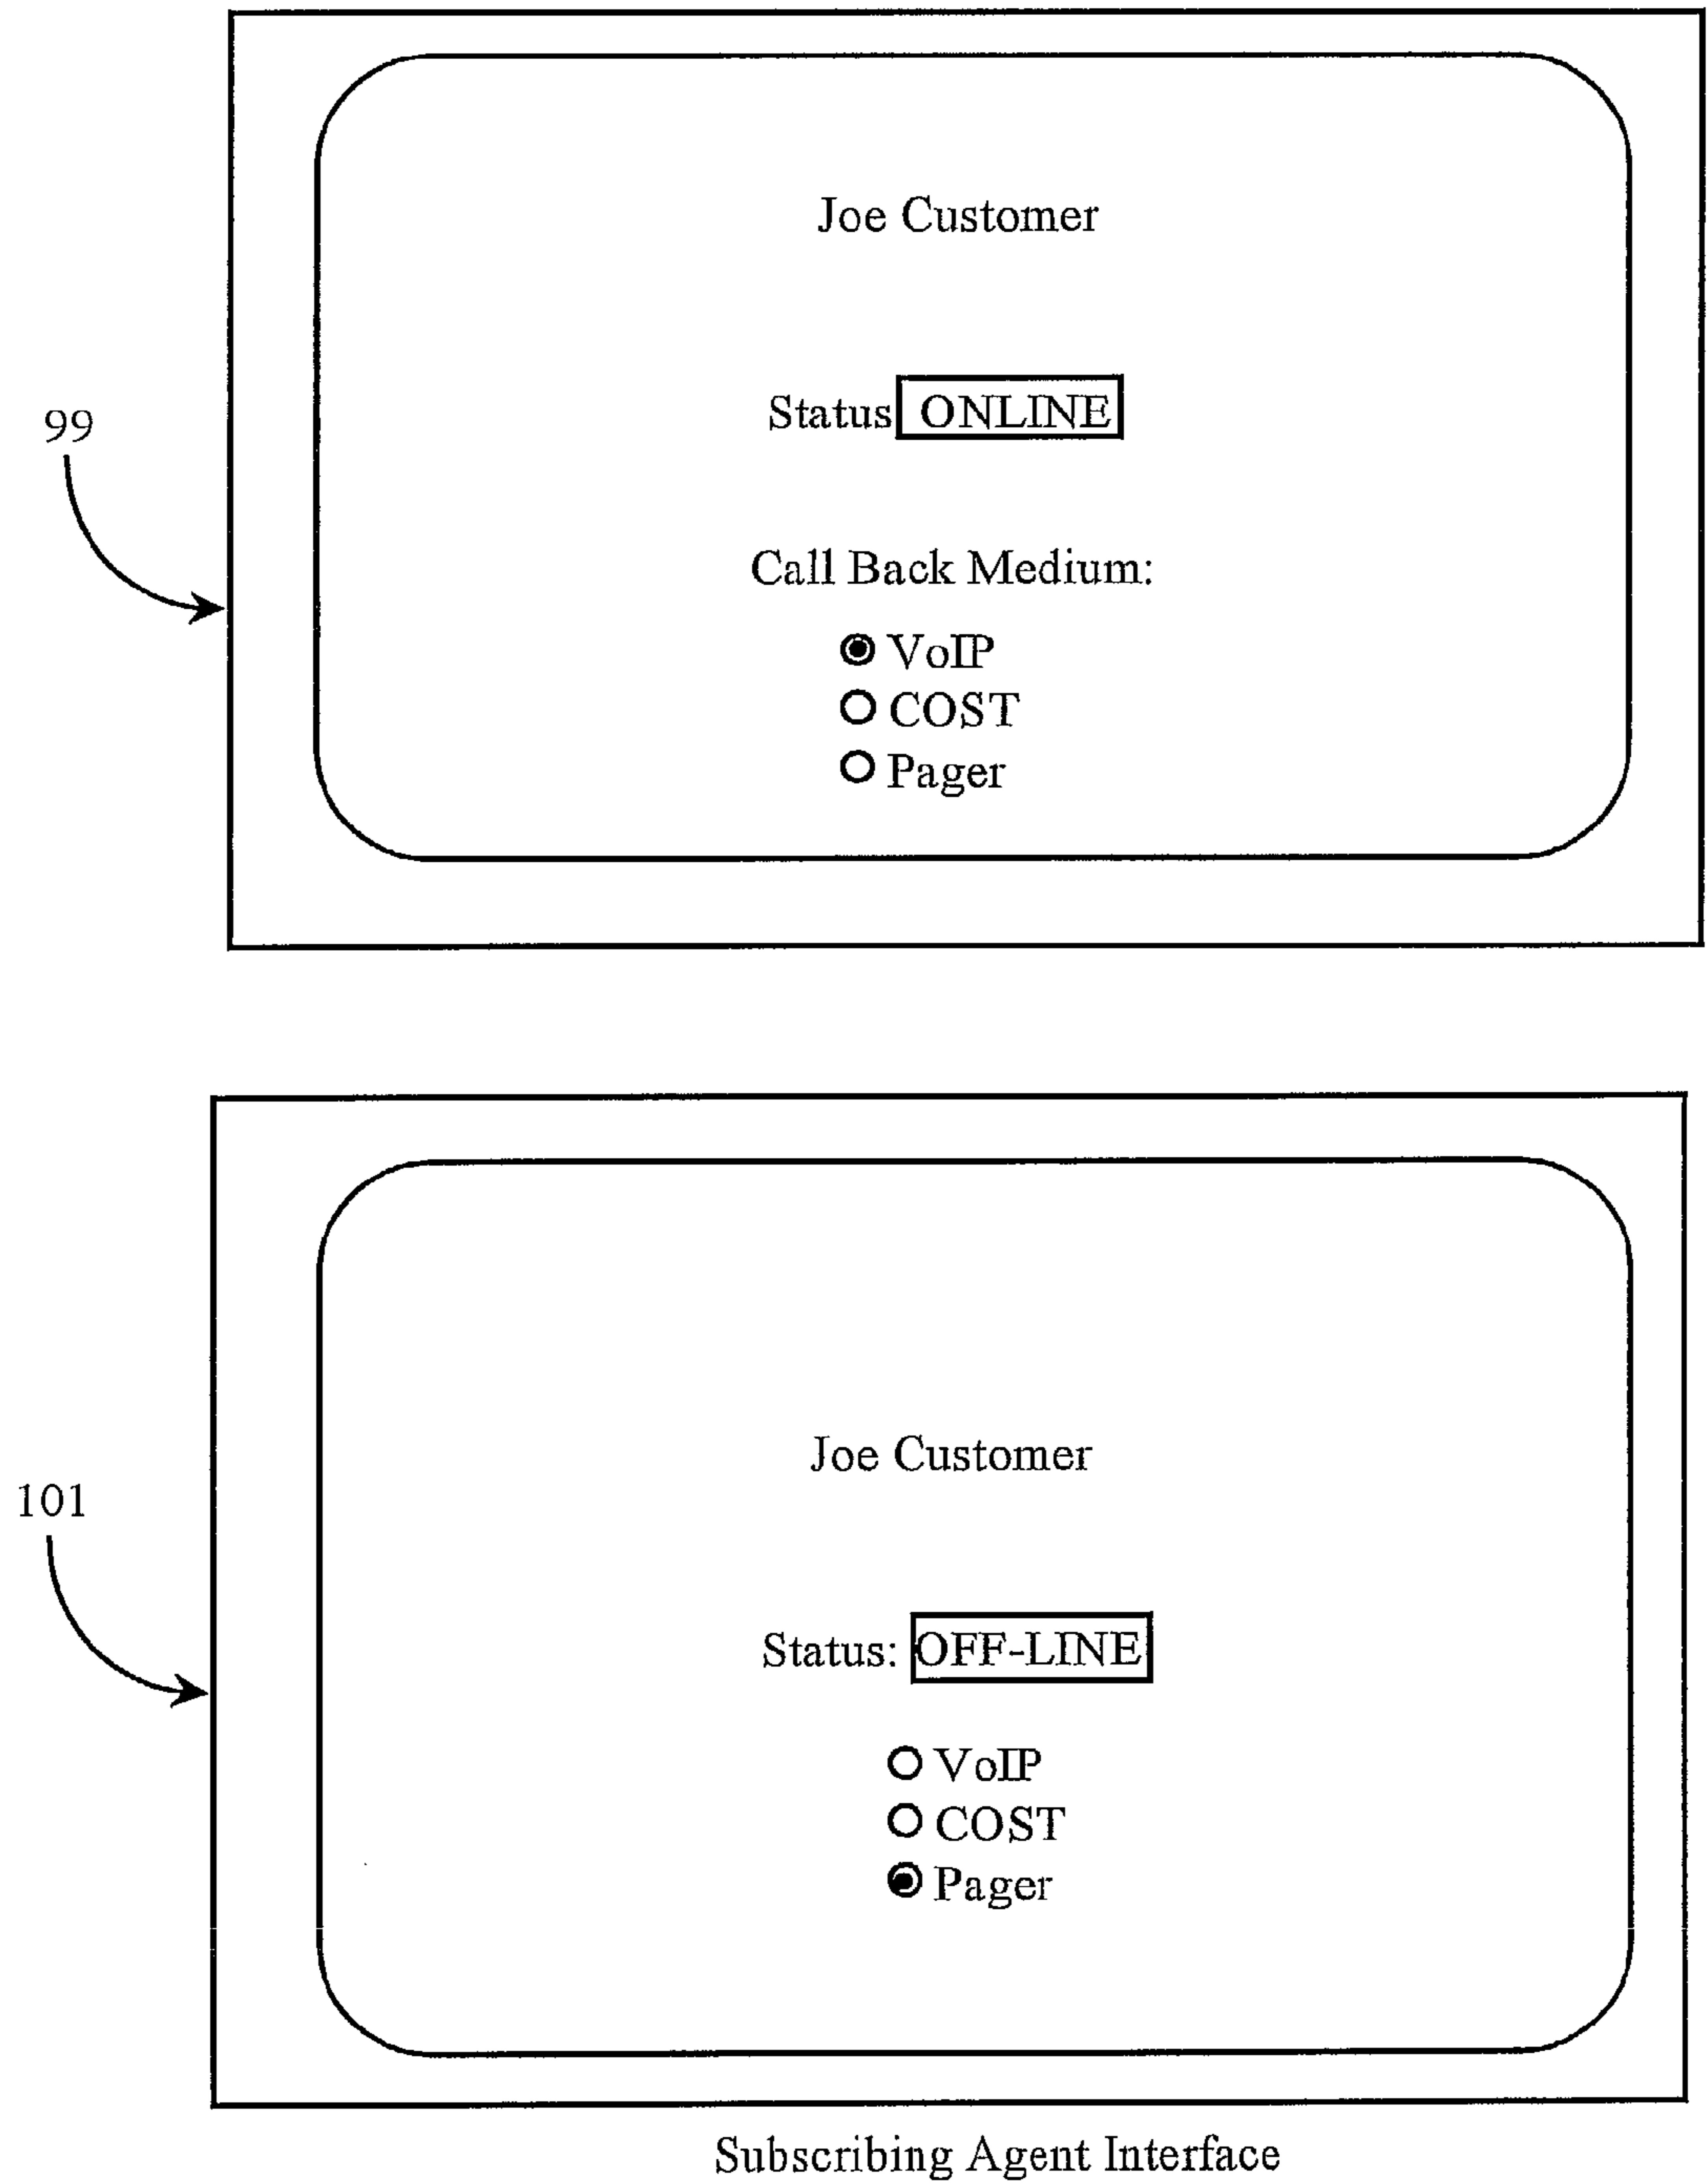 Joe Customer
99
Status ONLINE
Call Back Medium:
VoIP
COST
Pager
Joe Customer
101
Status: OFF-LINE
VoIP
COST
Pager
Subscribing Agent Interface